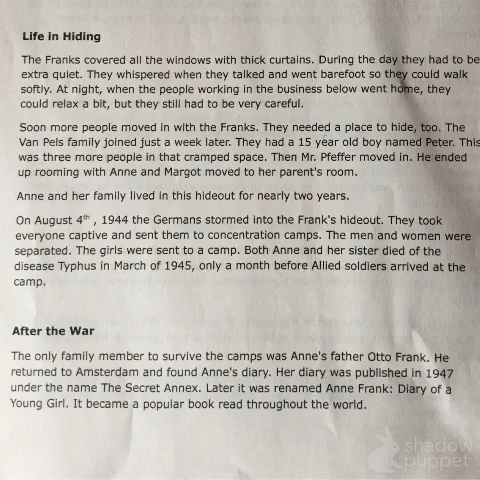 Life in Hiding
The Franks covered all the windows with thick curtains. During the day they had to be
extra quiet. They whispered when they talked and went barefoot so they could walk
softly. At night, when the people working in the business below went home, they
could relax a bit, but they still had to be very careful.
Soon more people moved in with the Franks. They needed a place to hide, too. The
Van Pels family joined just a week later. They had a 15 year old boy named Peter. This
was three more people in that cramped space. Then Mr. Pfeffer moved in. He ended
up rooming with Anne and Margot moved to her parent's room.
Anne and her family lived in this hideout for nearly two years.
On August 4th , 1944 the Germans stormed into the Frank's hideout. They took
everyone captive and sent them to concentration camps. The men and women were
separated. The girls were sent to a camp. Both Anne and her sister died of the
disease Typhus in March of 1945, only a month before Allied soldiers arrived at the
camp.
After the War
The only family member to survive the camps was Anne's father Otto Frank. He
returned to Amsterdam and found Anne's diary. Her diary was published in 1947
under the name The Secret Annex. Later it was renamed Anne Frank: Diary of a
Young Girl. It became a popular book read throughout the world.
shadow
puppet